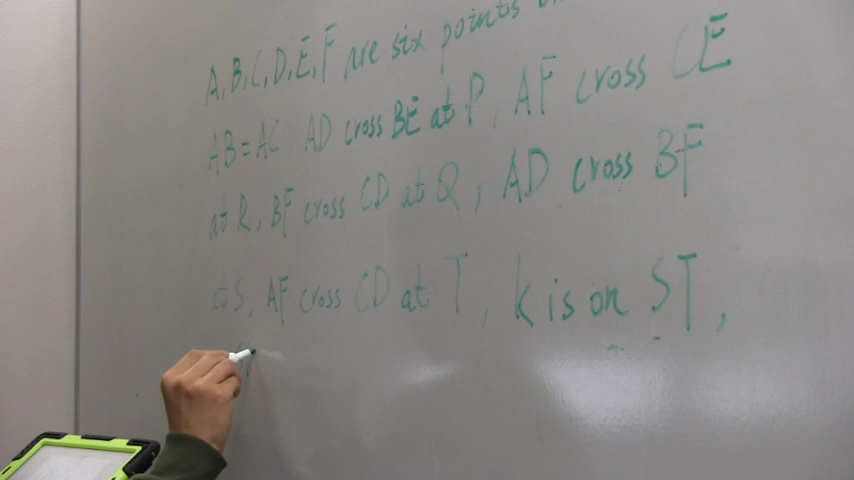 A,B,C,D,E,F are six points
AB=AC, AD cross BE at P, AF cross CE
at R, BF cross CD at Q, AD cross BF
S, AF cross CD at T, k is on ST,